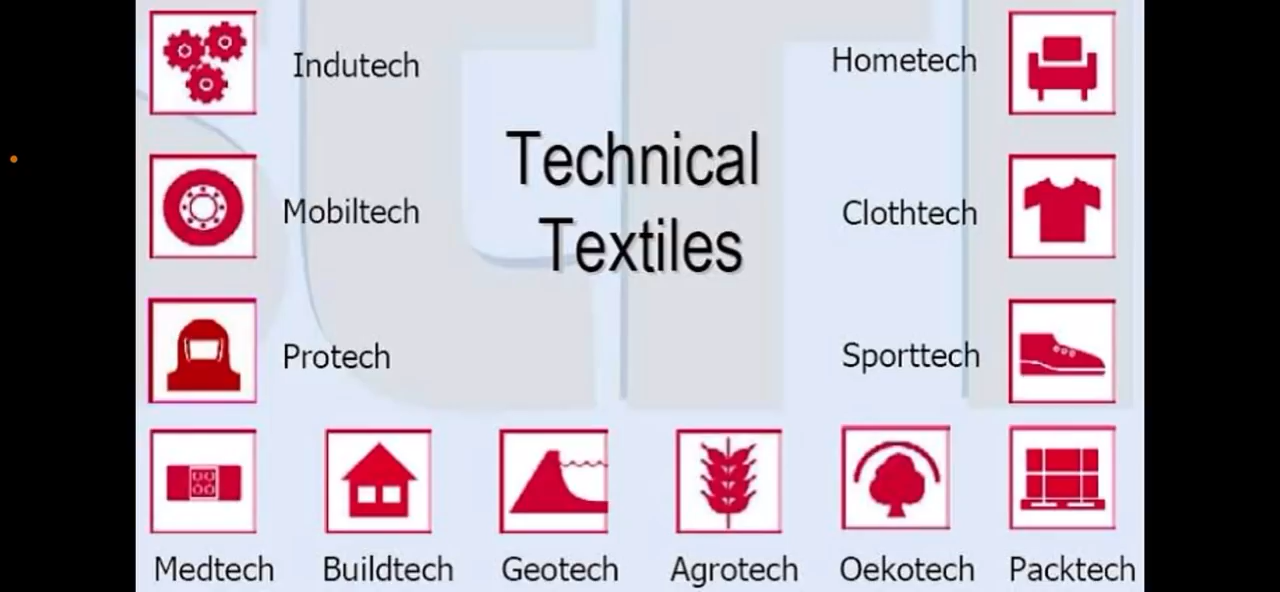 Indutech
Hometech
Technical
Textiles
Mobiltech
Clothtech
Protech
Sporttech
Medtech
Buildtech
Geotech
Agrotech
Oekotech
Packtech